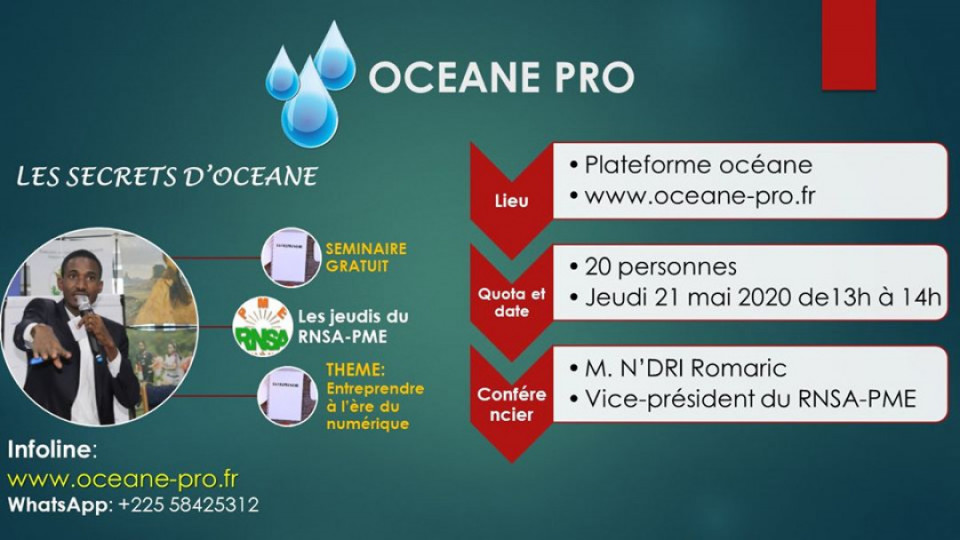 OCEANE PRO
LES SECRETS D'OCEANE
SEMINAIRE
GRATUIT
PME
RNSA
Les jeudis du
RNSA-PME
THEME:
Entreprendre
à l'ère du
numérique
Infoline:
www.oceane-pro.fr
WhatsApp: +225 58425312
Lieu
• Plateforme océane
• www.oceane-pro.fr
Quota et
date
• 20 personnes
• Jeudi 21 mai 2020 de13h à 14h
Confére
ncier
• M. N'DRI Romaric
• Vice-président du RNSA-PME